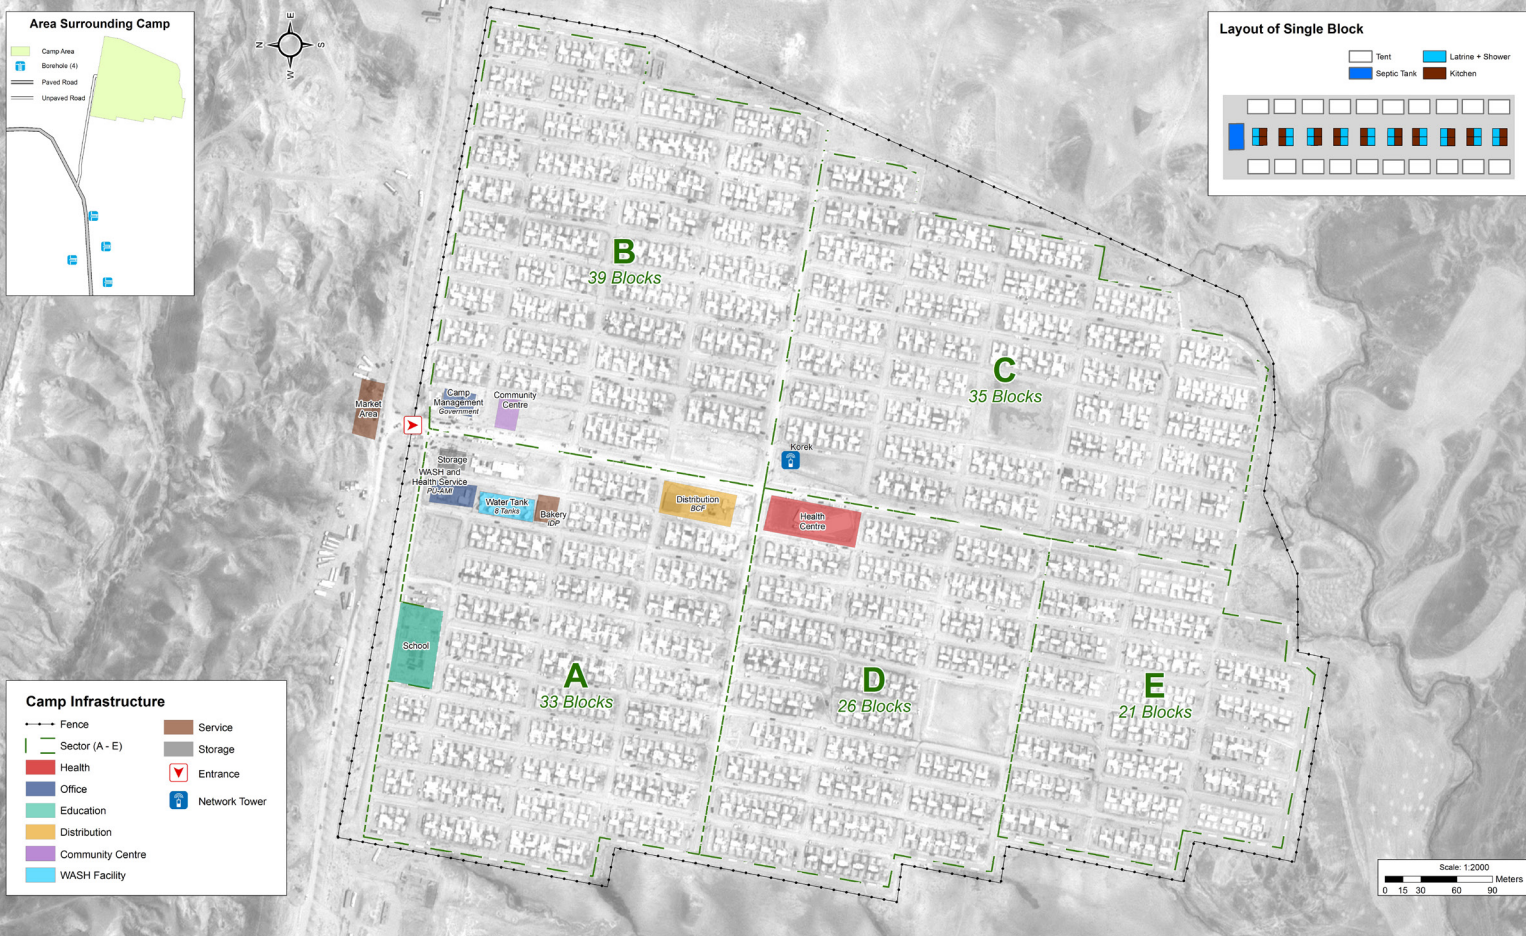 Area Surrounding Camp
Camp Area
Borehole (4)
Paved Road
Unpaved Road
E
N
S
W
Layout of Single Block
Tent
Latrine + Shower
Septic Tank
Kitchen
B
39 Blocks
C
35 Blocks
Market
Area
Camp
Management
Government
Community
Centre
Korek
Storage
WASH and
Health Service
PU-AMI
Water Tank
8 Tanks
Bakery
IDP
Distribution
BCF
Health
Centre
School
A
33 Blocks
D
26 Blocks
E
21 Blocks
Camp Infrastructure
Fence
Sector (A - E)
Health
Office
Education
Distribution
Community Centre
WASH Facility
Service
Storage
Entrance
Network Tower
Scale: 1:2000
Meters
0 15 30 60 90